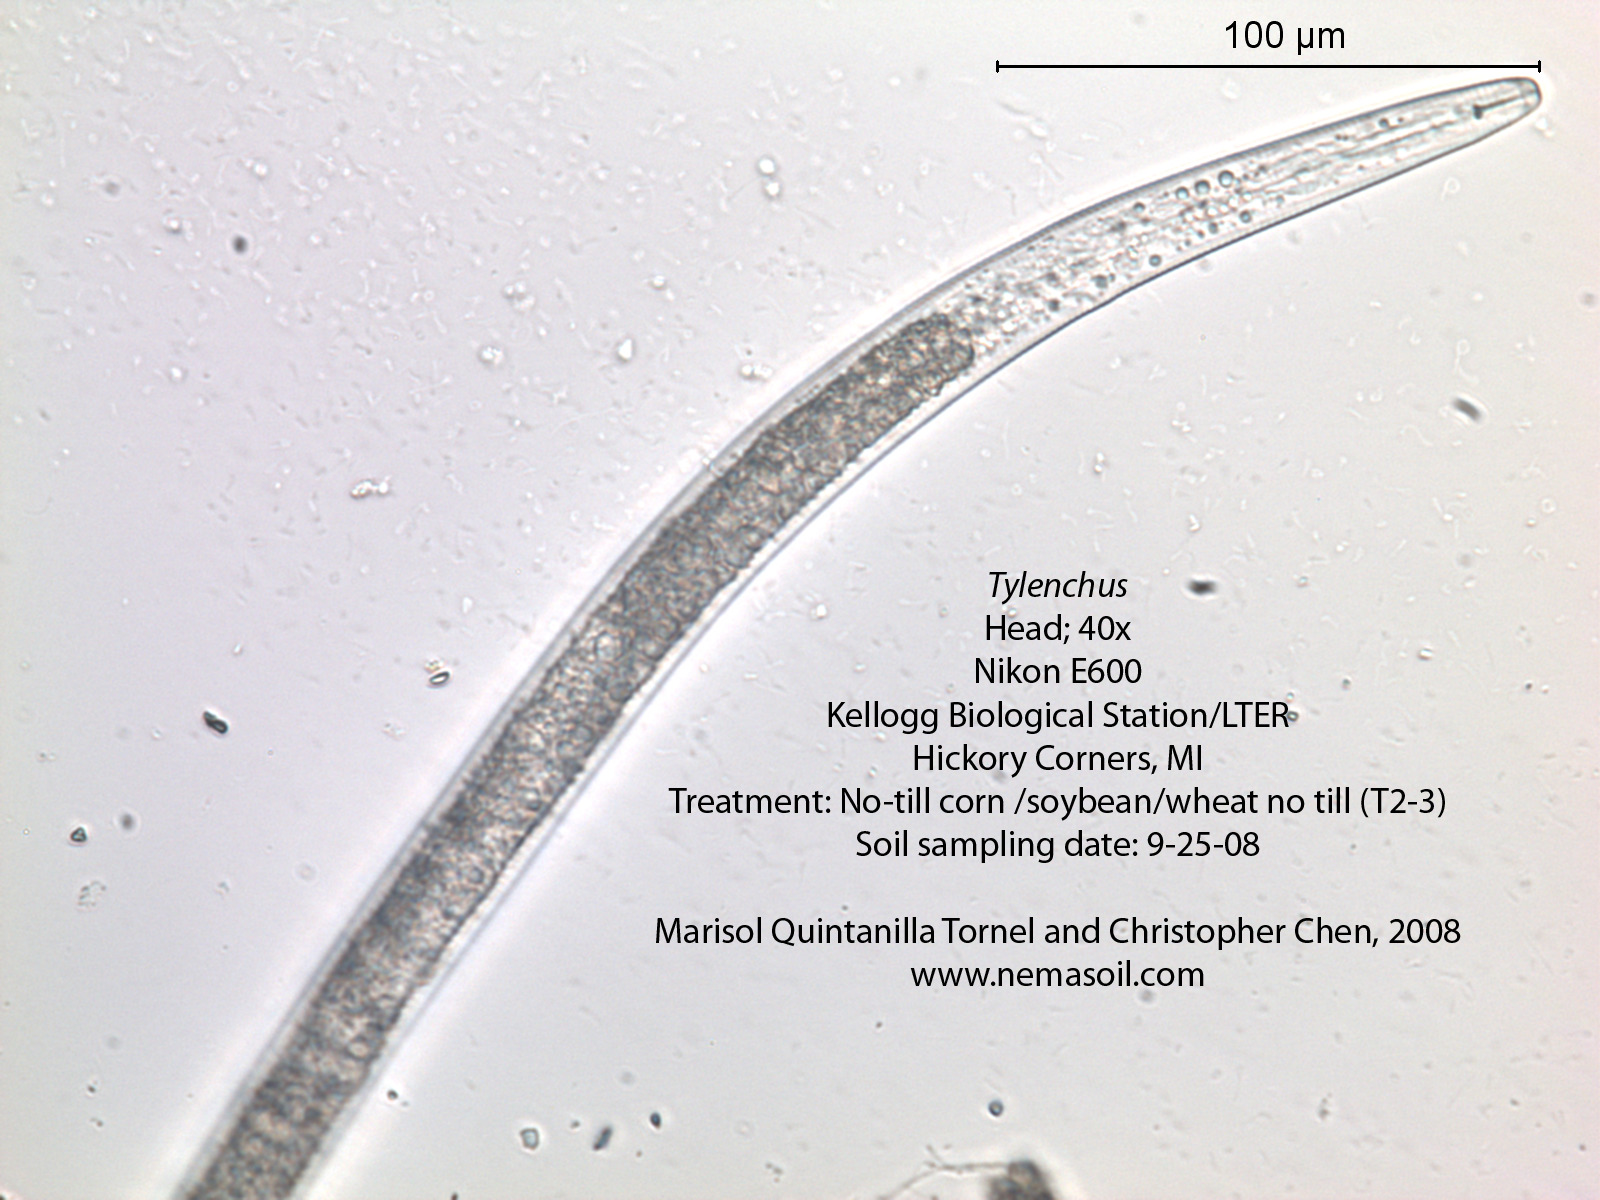 100 µm
Tylenchus
Head; 40x
Nikon E600
Kellogg Biological Station/LTER
Hickory Corners, MI
Treatment: No-till corn /soybean/wheat no till (T2-3)
Soil sampling date: 9-25-08
Marisol Quintanilla Tornel and Christopher Chen, 2008
www.nemasoil.com